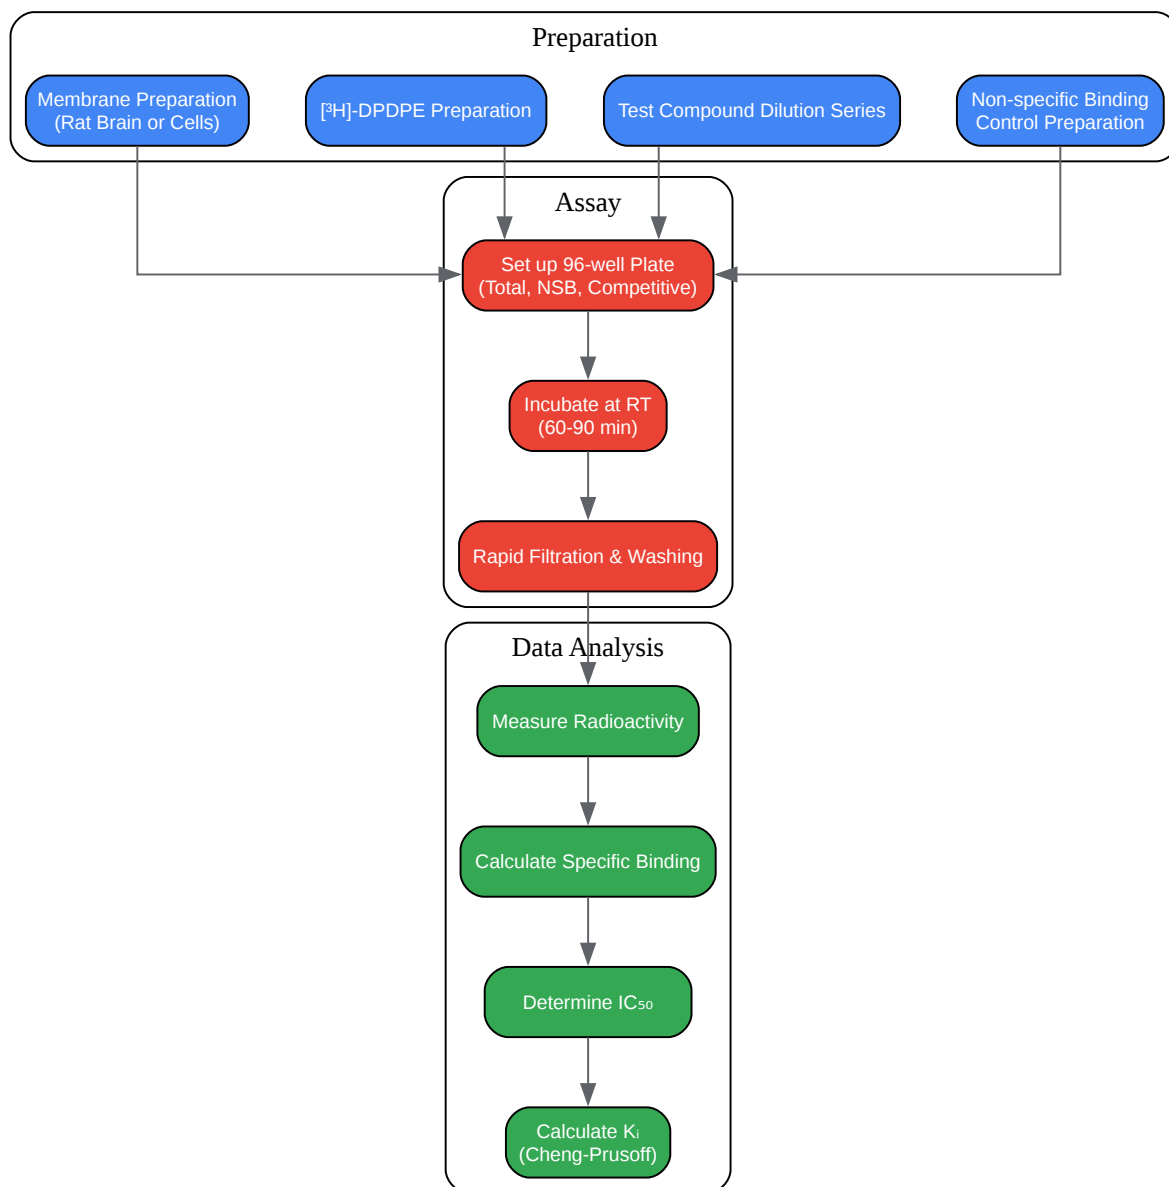 Preparation
Membrane Preparation
(Rat Brain or Cells)
[³H]-DPDPE Preparation
Test Compound Dilution Series
Non-specific Binding
Control Preparation
Assay
Set up 96-well Plate
(Total, NSB, Competitive)
Incubate at RT
(60-90 min)
Rapid Filtration & Washing
Data Analysis
Measure Radioactivity
Calculate Specific Binding
Determine IC₅₀
Calculate Kᵢ
(Cheng-Prusoff)